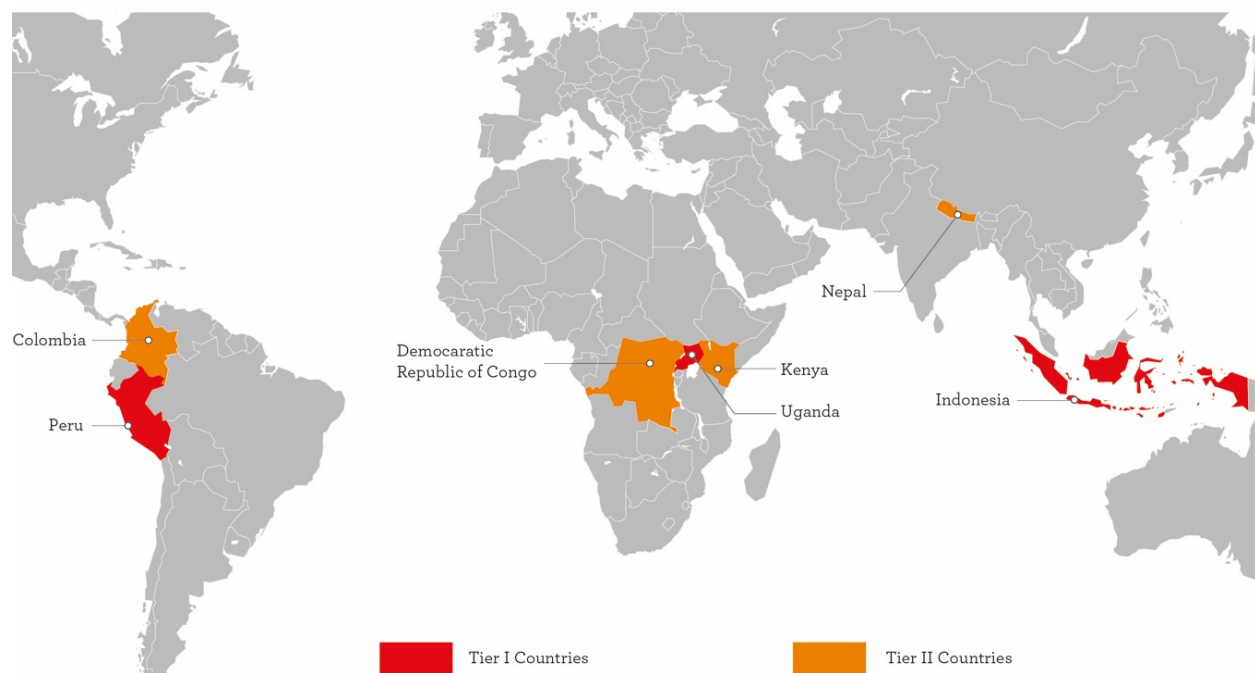 Colombia
Peru
Democaratic
Republic of Congo
Kenya
Uganda
Nepal
Indonesia
Tier I Countries
Tier II Countries